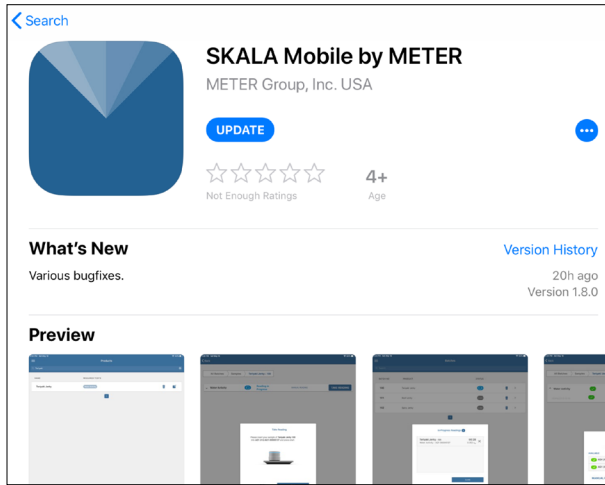 Search
SKALA Mobile by METER
METER Group, Inc. USA
UPDATE
Not Enough Ratings
4+
Age
What's New
Version History
Various bugfixes.
20h ago
Version 1.8.0
Preview